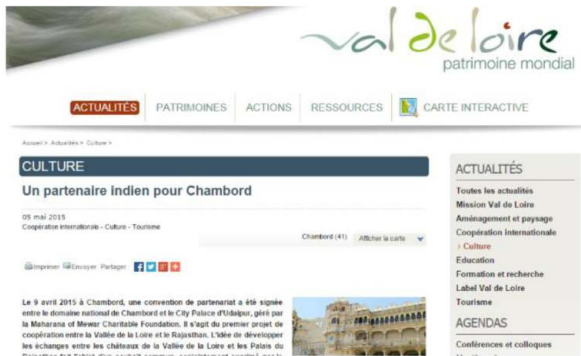 val de loire
patrimoine mondial
ACTUALITÉS PATRIMOINES ACTIONS RESSOURCES CARTE INTERACTIVE
Accueil > Actualités > Culture >
CULTURE
Un partenaire indien pour Chambord
05 mai 2015
Coopération internationale - Culture - Tourisme
Chambord (41) Afficher la carte
Imprimer Envoyer Partager
Le 9 avril 2015 à Chambord, une convention de partenariat a été signée
entre le domaine national de Chambord et le City Palace d'Udaipur, géré par
la Maharana of Mewar Charitable Foundation. Il s'agit du premier projet de
coopération entre la Vallée de la Loire et le Rajasthan. L'idée de développer
les échanges entre les châteaux de la Vallée de la Loire et les Palais du
ACTUALITÉS
Toutes les actualités
Mission Val de Loire
Aménagement et paysage
Coopération internationale
› Culture
Education
Formation et recherche
Label Val de Loire
Tourisme
AGENDAS
Conférences et colloques